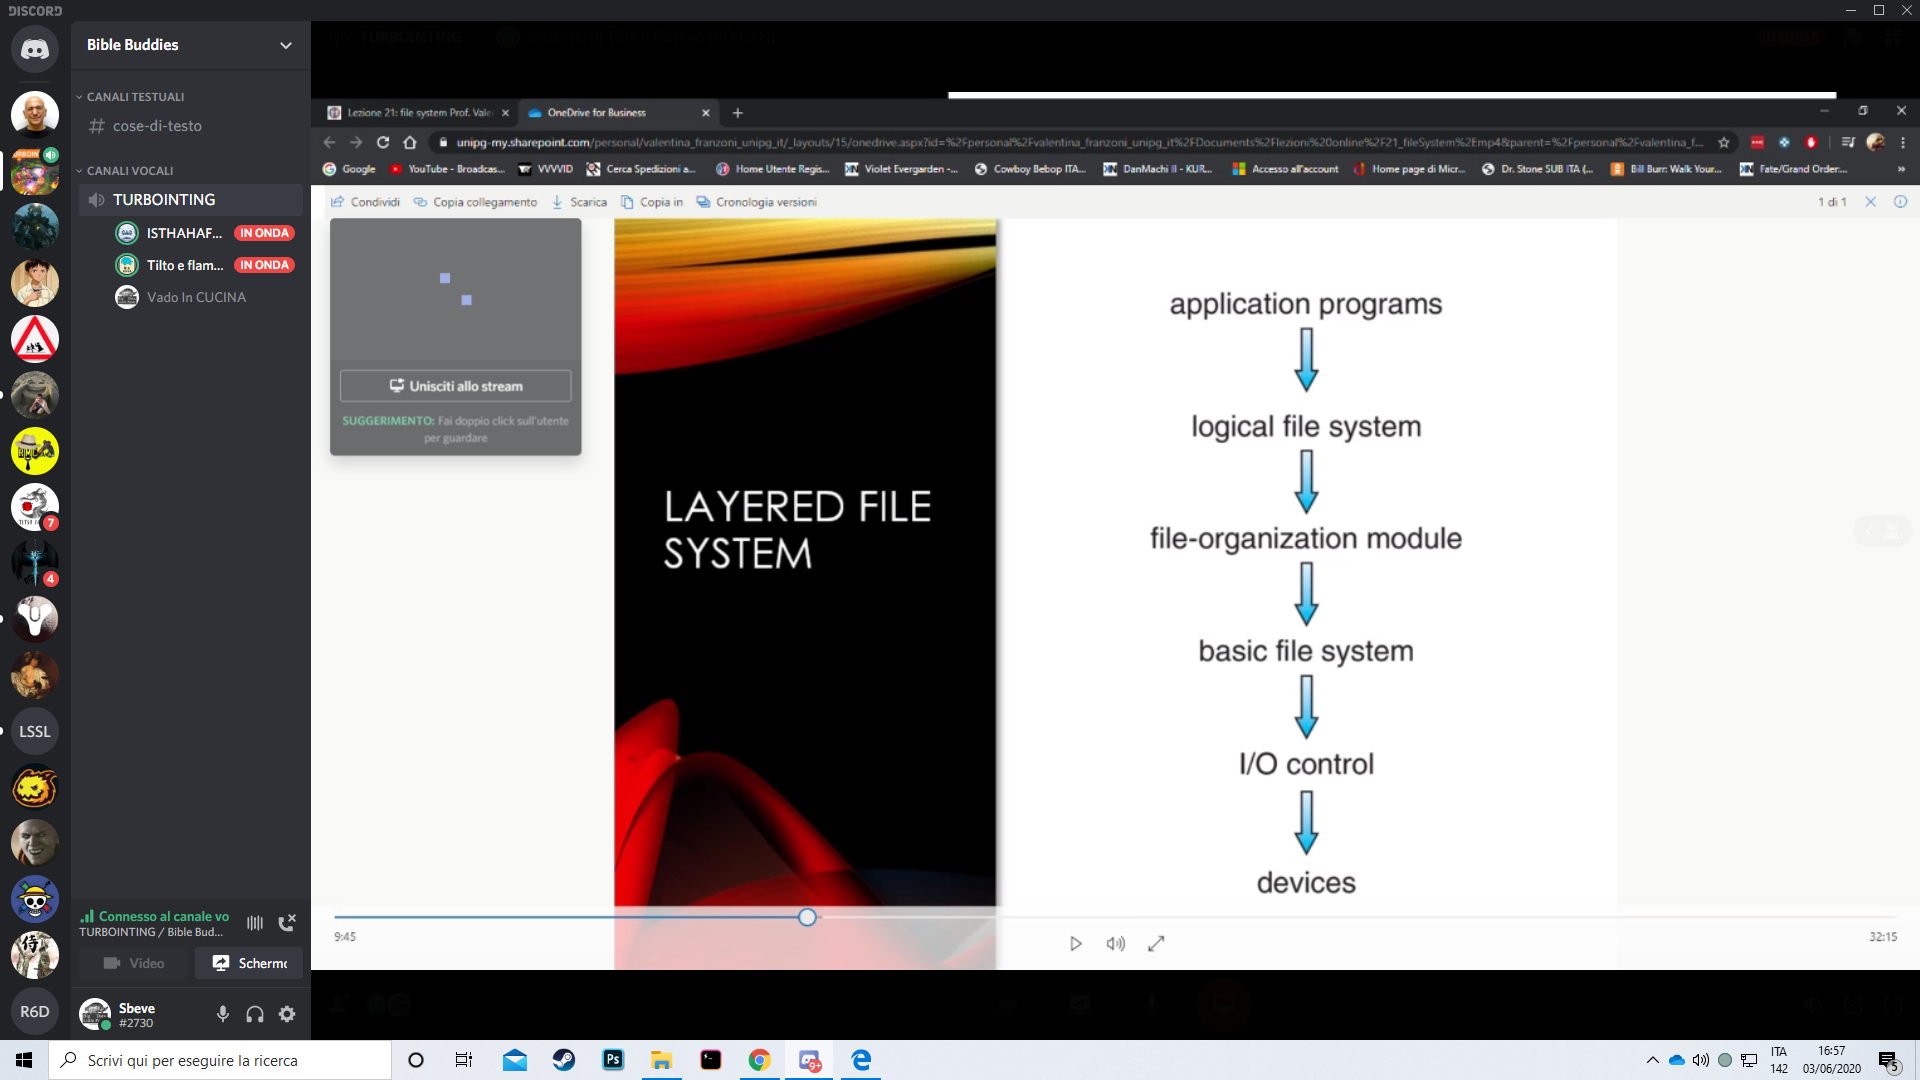 DISCORD
Bible Buddies
CANALI TESTUALI
cose-di-testo
CANALI VOCALI
TURBOINTING
ISTHAHAF... IN ONDA
Tilto e flam... IN ONDA
Vado In CUCINA
7
4
LSSL
R6D
Connesso al canale vo
TURBOINTING / Bible Bud...
Video
Schermo
Sbeve
#2730
TURBOINTING
Lezione 21: file system Prof. Vale
OneDrive for Business
unipg-my.sharepoint.com/personal/valentina_franzoni_unipg_it/_layouts/15/onedrive.aspx?id=%2Fpersonal%2Fvalentina_franzoni_unipg_it%2FDocuments%2Flezioni%20online%2F21_fileSystem%2Emp4&parent=%2Fpersonal%2Fvalentina_f...
Google
YouTube - Broadcas...
VVVVID
Cerca Spedizioni a...
Home Utente Regis...
Violet Evergarden -...
Cowboy Bebop ITA...
DanMachi II - KUR...
Accesso all'account
Home page di Micr...
Dr. Stone SUB ITA (...
Bill Burr: Walk Your...
Fate/Grand Order:...
Condividi
Copia collegamento
Scarica
Copia in
Cronologia versioni
1 di 1
Unisciti allo stream
SUGGERIMENTO: Fai doppio click sull'utente
per guardare
LAYERED FILE
SYSTEM
application programs
logical file system
file-organization module
basic file system
I/O control
devices
9:45
32:15
Scrivi qui per eseguire la ricerca
Ps
9+
ITA
142
16:57
03/06/2020
5